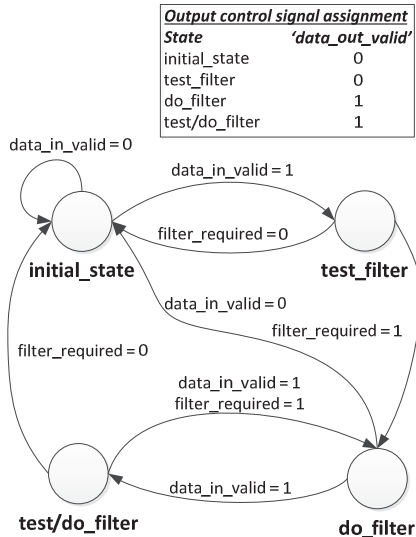 Output control signal assignment
State 'data_out_valid'
initial_state 0
test_filter 0
do_filter 1
test/do_filter 1
data_in_valid = 0
data_in_valid = 1
filter_required = 0
initial_state
test_filter
data_in_valid = 0
filter_required = 1
filter_required = 0
data_in_valid = 1
filter_required = 1
data_in_valid = 1
test/do_filter
do_filter